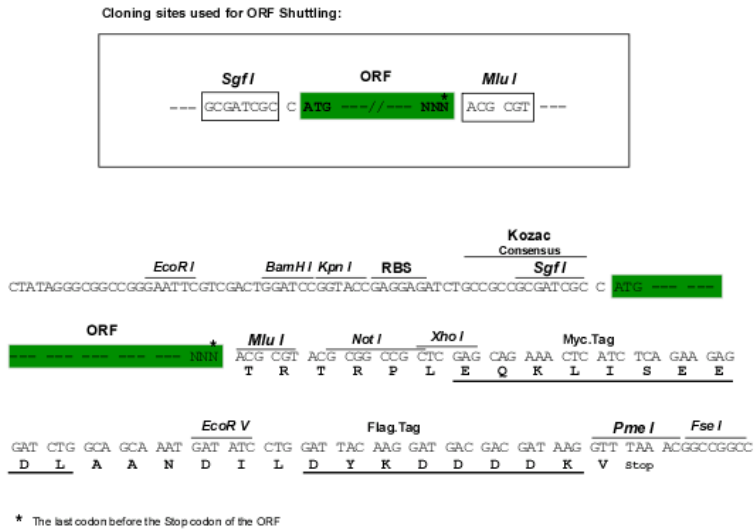 Cloning sites used for ORF Shuttling:
Sgf I ORF Mlu I
--- GCGATCGC C ATG ---//--- NNN* ACG CGT ---
Kozac
Consensus
EcoR I BamH I Kpn I RBS Sgf I
CTATAGGGCGGCCGGGAATTCGTCGACTGGATCCGGTACCGAGGAGATCTGCCGCCGCGATCGC C ATG --- ---
ORF Mlu I Not I Xho I Myc.Tag
--- --- --- --- --- NNN* ACG CGT ACG CGG CCG CTC GAG CAG AAA CTC ATC TCA GAA GAG
T R T R P L E Q K L I S E E
EcoR V Flag.Tag Pme I Fse I
GAT CTG GCA GCA AAT GAT ATC CTG GAT TAC AAG GAT GAC GAC GAT AAG GTT TAA ACGGCCGGCC
D L A A N D I L D Y K D D D D K V Stop
* The last codon before the Stop codon of the ORF